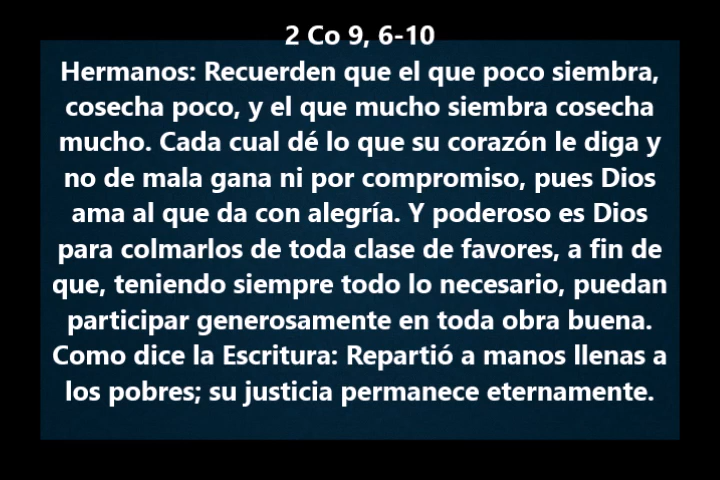 2 Co 9, 6-10
Hermanos: Recuerden que el que poco siembra,
cosecha poco, y el que mucho siembra cosecha
mucho. Cada cual dé lo que su corazón le diga y
no de mala gana ni por compromiso, pues Dios
ama al que da con alegría. Y poderoso es Dios
para colmarlos de toda clase de favores, a fin de
que, teniendo siempre todo lo necesario, puedan
participar generosamente en toda obra buena.
Como dice la Escritura: Repartió a manos llenas a
los pobres; su justicia permanece eternamente.